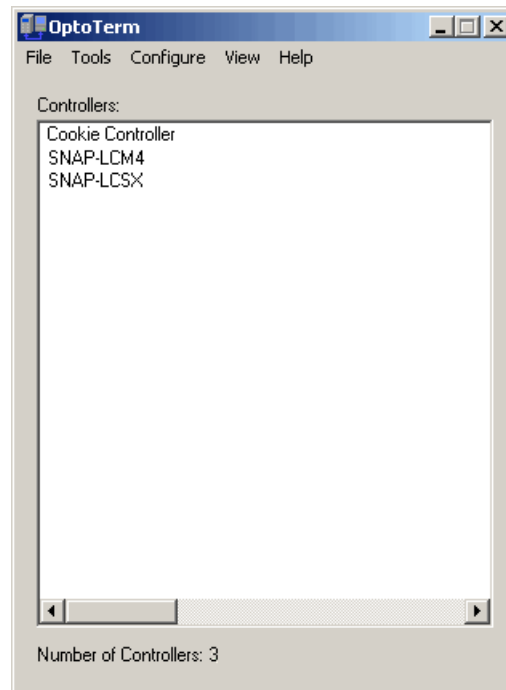 OptoTerm
File Tools Configure View Help
Controllers:
Cookie Controller
SNAP-LCM4
SNAP-LCSX
Number of Controllers: 3